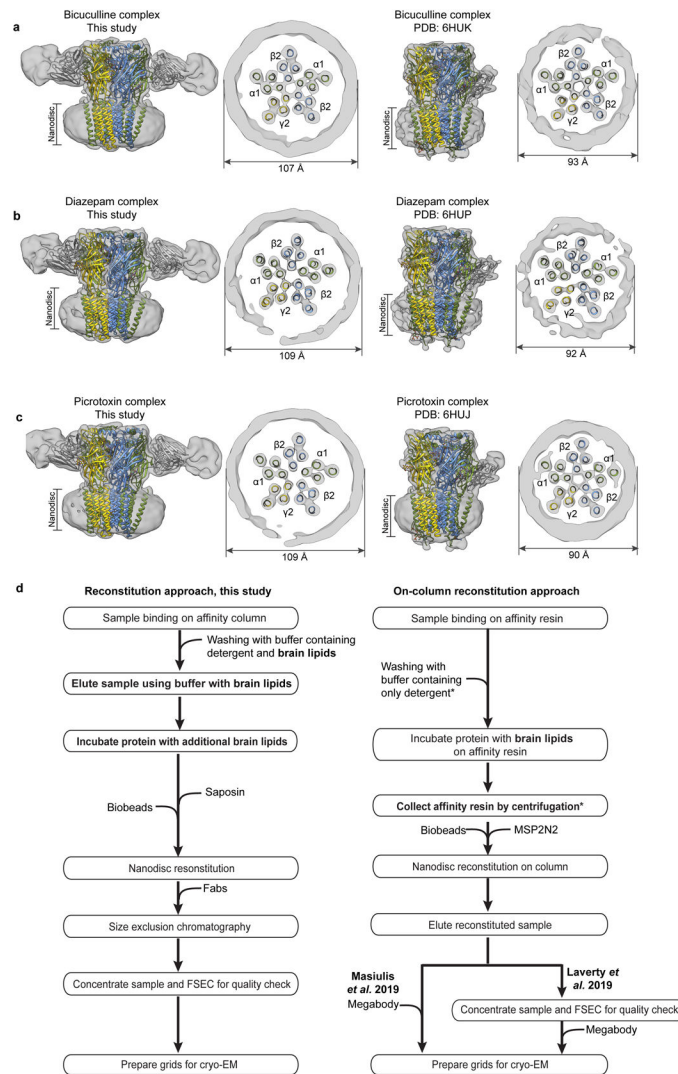 a
Bicuculline complex
This study
Nanodisc
β2
α1
α1
β2
γ2
107 Å
Bicuculline complex
PDB: 6HUK
Nanodisc
β2
α1
α1
β2
γ2
93 Å
b
Diazepam complex
This study
Nanodisc
β2
α1
α1
β2
γ2
109 Å
Diazepam complex
PDB: 6HUP
Nanodisc
β2
α1
α1
β2
γ2
92 Å
c
Picrotoxin complex
This study
Nanodisc
β2
α1
α1
β2
γ2
109 Å
Picrotoxin complex
PDB: 6HUJ
Nanodisc
β2
α1
α1
β2
γ2
90 Å
d
Reconstitution approach, this study
Sample binding on affinity column
Washing with buffer containing
detergent and brain lipids
Elute sample using buffer with brain lipids
Incubate protein with additional brain lipids
Saposin
Biobeads
Nanodisc resonstitution
Fabs
Size exclusion chromatography
Concentrate sample and FSEC for quality check
Prepare grids for cryo-EM
On-column reconstitution approach
Sample binding on affinity resin
Washing with
buffer containing
only detergent*
Incubate protein with brain lipids
on affinity resin
Collect affinity resin by centrifugation*
Biobeads
MSP2N2
Nanodisc reconstitution on column
Elute reconstituted sample
Masiulis
et al. 2019
Megabody
Laverty et
al. 2019
Concentrate sample and FSEC for quality check
Megabody
Prepare grids for cryo-EM